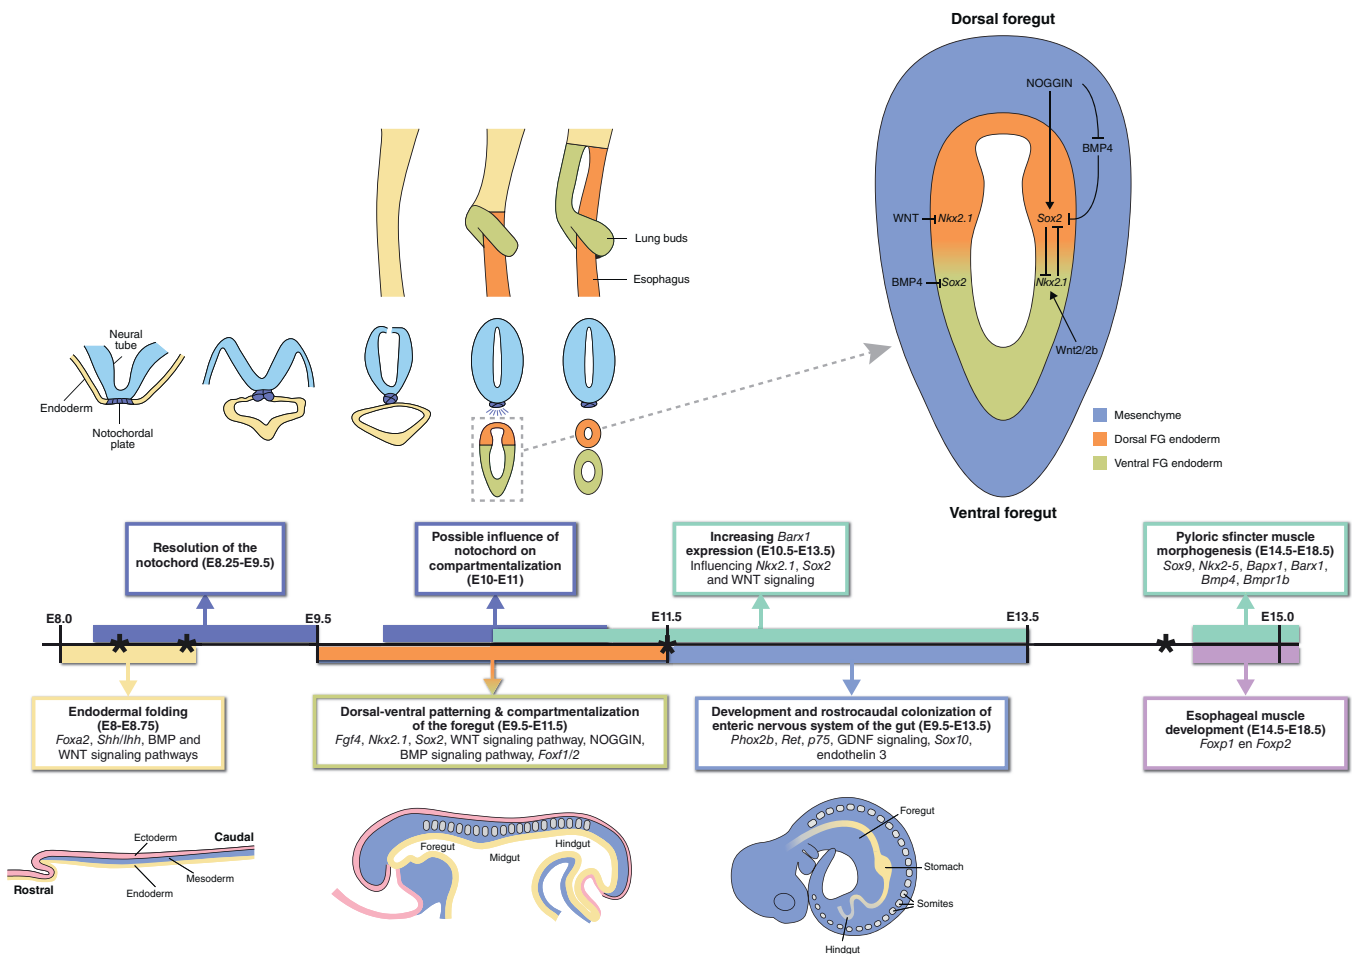 Dorsal foregut
NOGGIN
BMP4
WNT
Nkx2.1
Sox2
BMP4
Sox2
Nkx2.1
Wnt2/2b
Lung buds
Esophagus
Neural
tube
Endoderm
Notochordal
plate
Mesenchyme
Dorsal FG endoderm
Ventral FG endoderm
Ventral foregut
Resolution of the
notochord (E8.25-E9.5)
Possible influence of
notochord on
compartmentalization
(E10-E11)
Increasing Barx1
expression (E10.5-E13.5)
Influencing Nkx2.1, Sox2
and WNT signaling
Pyloric sfincter muscle
morphogenesis (E14.5-E18.5)
Sox9, Nkx2-5, Bapx1, Barx1,
Bmp4, Bmpr1b
E8.0
E9.5
E11.5
E13.5
E15.0
* * * *
Endodermal folding
(E8-E8.75)
Foxa2, Shh/Ihh, BMP and
WNT signaling pathways
Dorsal-ventral patterning & compartmentalization
of the foregut (E9.5-E11.5)
Fgf4, Nkx2.1, Sox2, WNT signaling pathway, NOGGIN,
BMP signaling pathway, Foxf1/2
Development and rostrocaudal colonization of
enteric nervous system of the gut (E9.5-E13.5)
Phox2b, Ret, p75, GDNF signaling, Sox10,
endothelin 3
Esophageal muscle
development (E14.5-E18.5)
Foxp1 en Foxp2
Ectoderm
Caudal
Mesoderm
Rostral
Endoderm
Foregut
Midgut
Hindgut
Foregut
Stomach
Somites
Hindgut